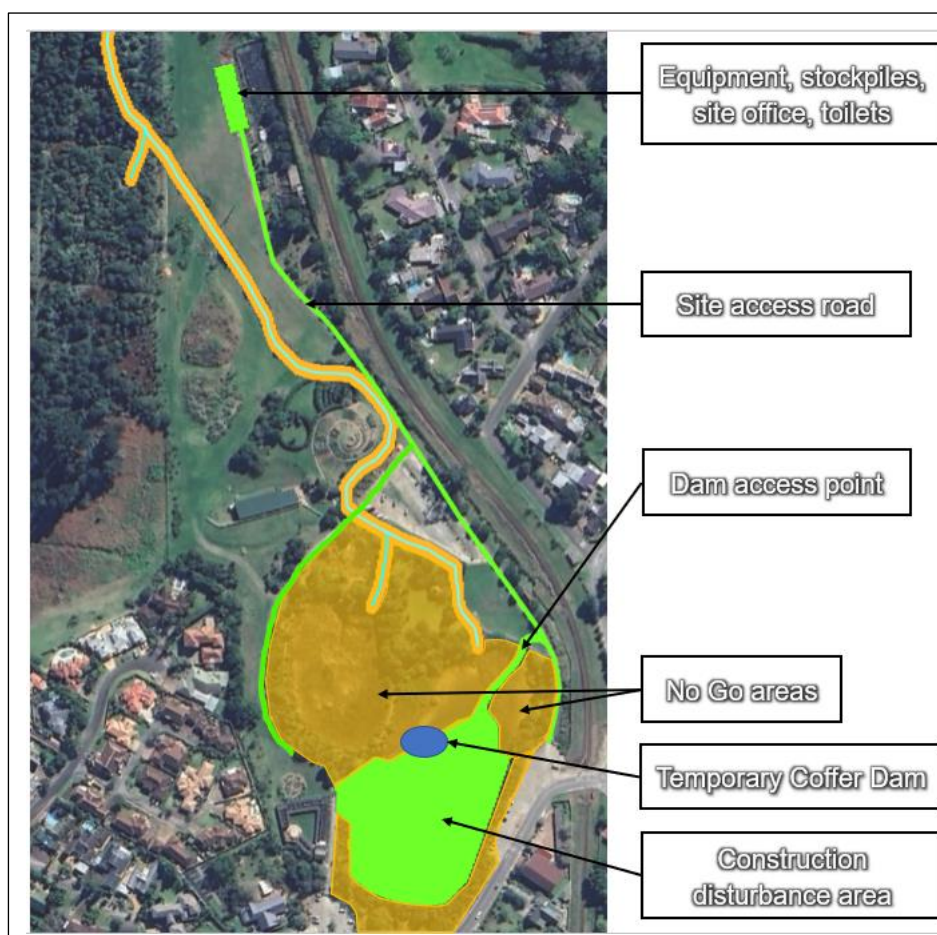 Equipment, stockpiles,
site office, toilets
Site access road
Dam access point
No Go areas
Temporary Coffer Dam
Construction
disturbance area